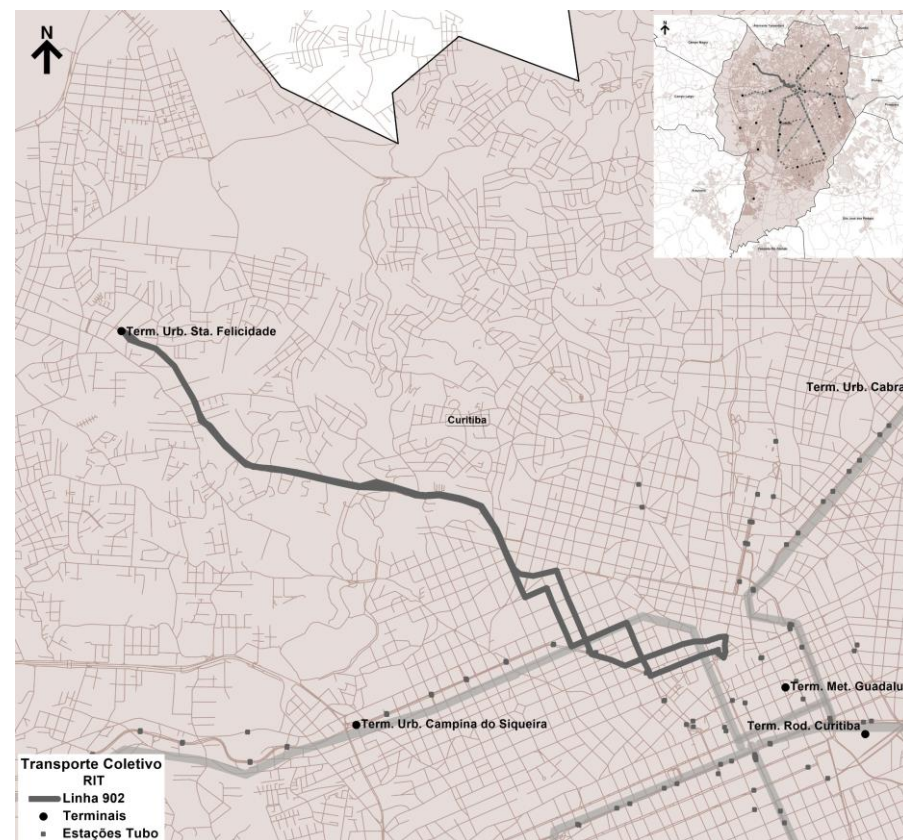 N
Term. Urb. Sta. Felicidade
Term. Urb. Cabra
Curitiba
Term. Met. Guadalu
Term. Urb. Campina do Siqueira
Term. Rod. Curitiba
Transporte Coletivo
RIT
Linha 902
Terminais
Estações Tubo